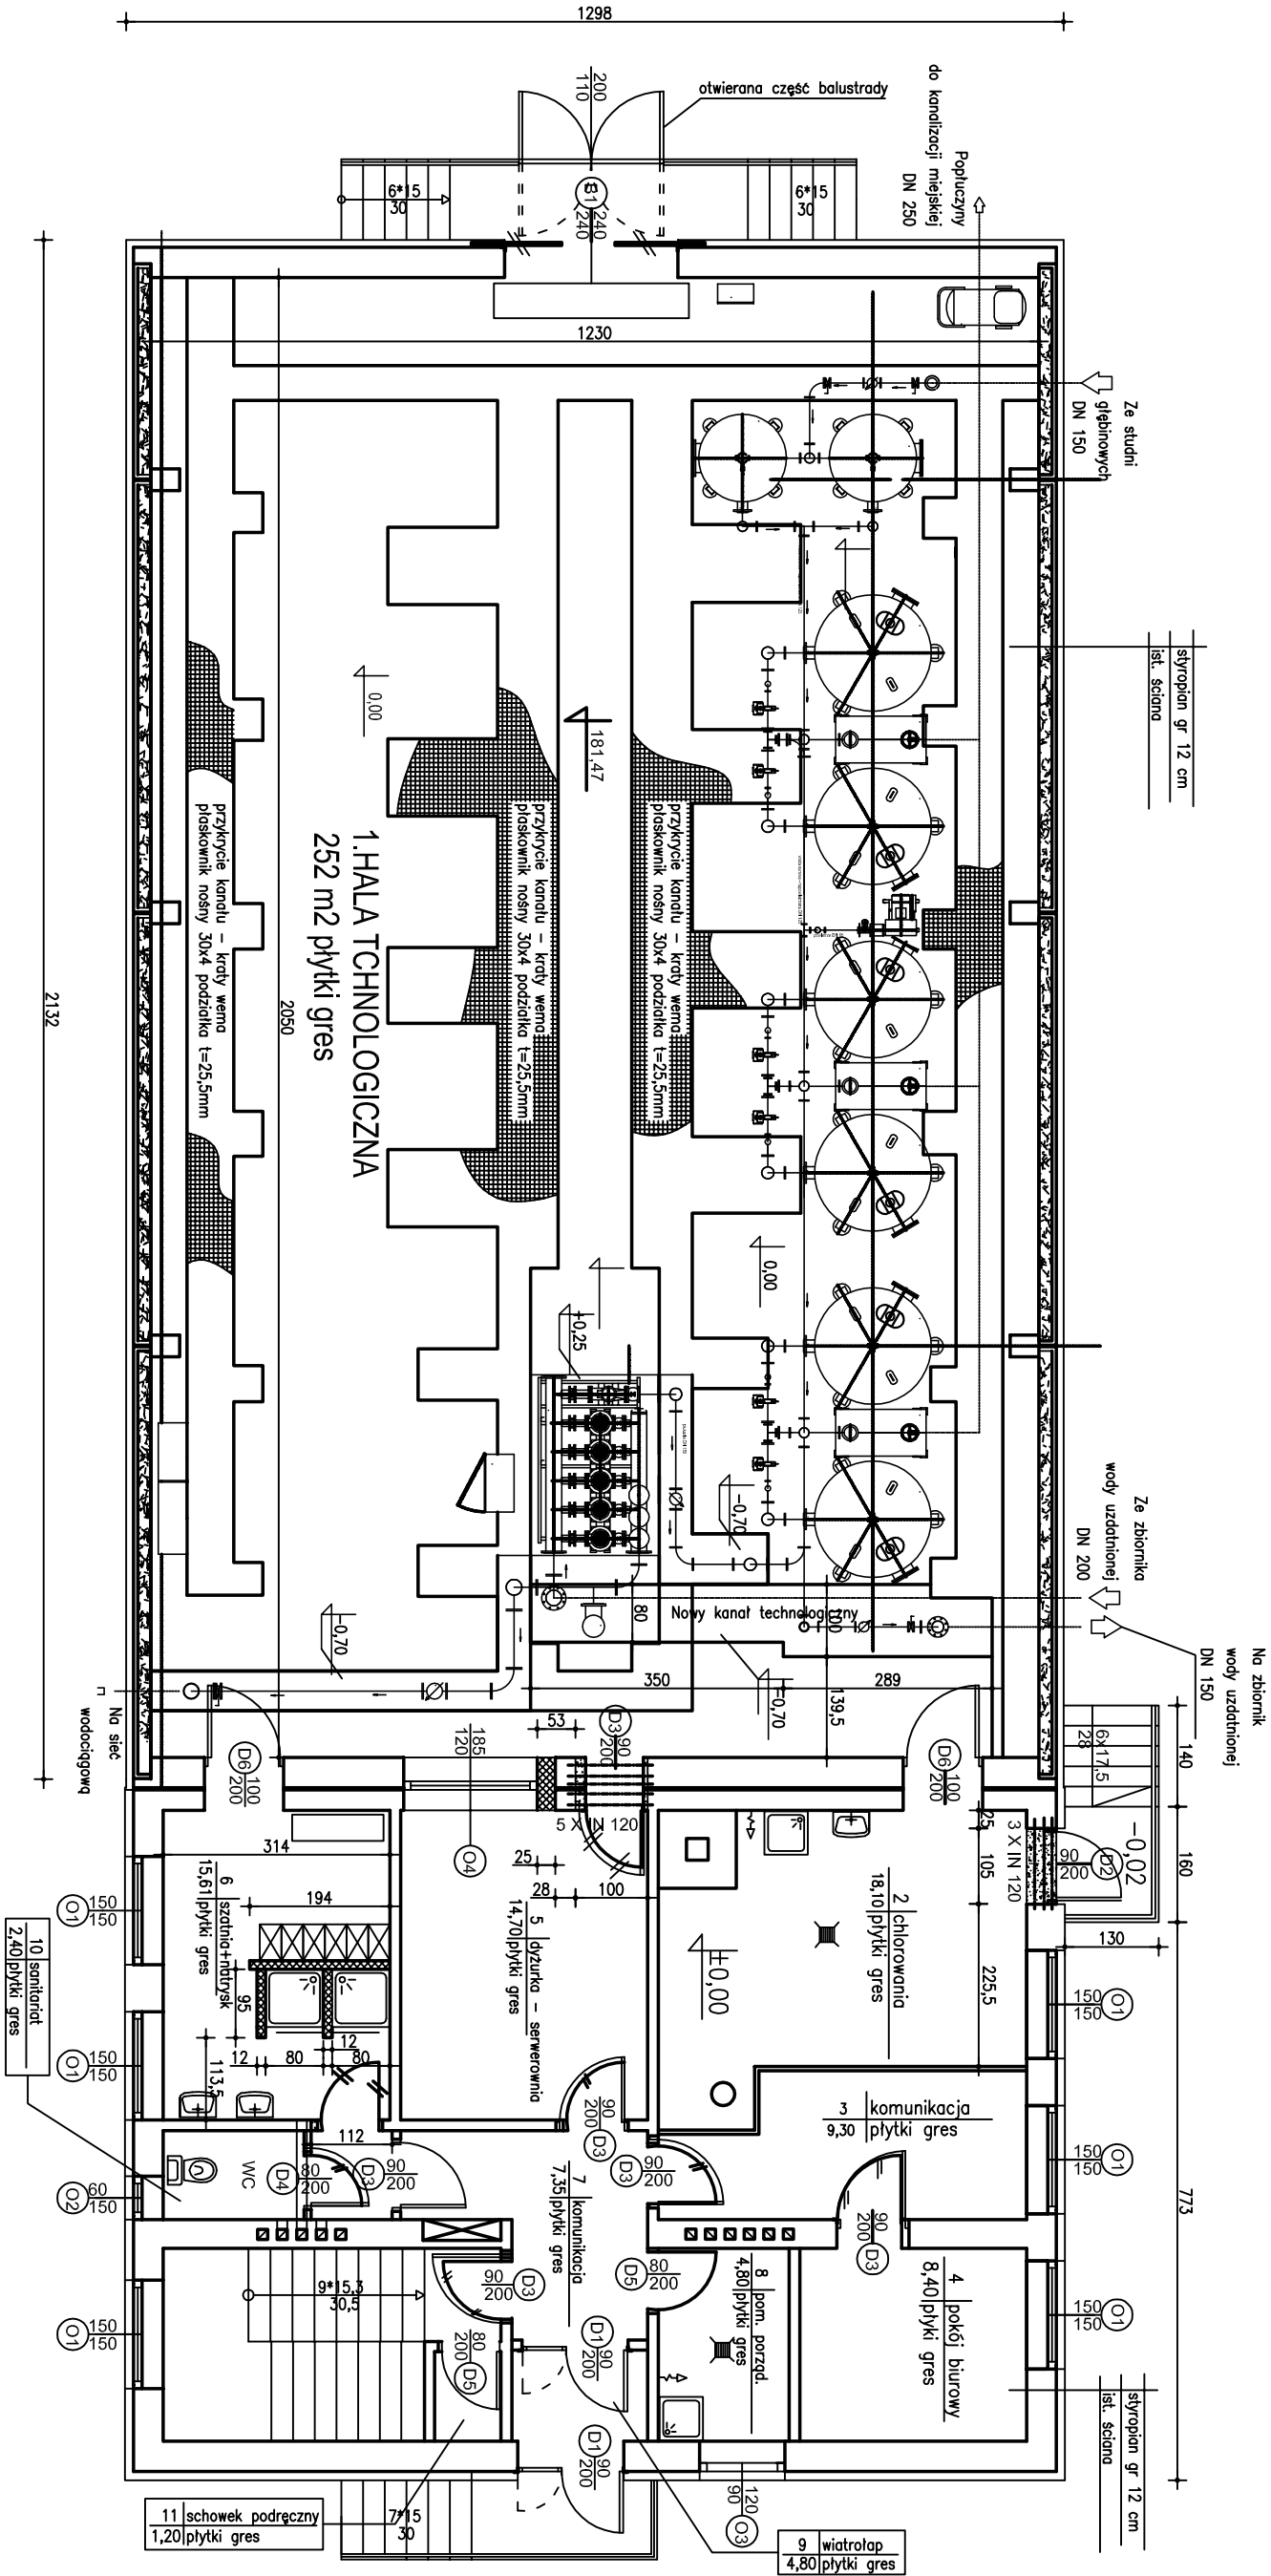 1298
200
110
otwierana część balustrady
Popłuczyny
do kanalizacji miejskiej
DN 250
6*15
30
B1
240
240
6*15
30
1230
Ze studni
głębinowych
DN 150
styropian gr 12 cm
ist. ściana
0,00
181,47
przykrycie kanału – kraty wema
płaskownik nośny 30x4 podziałka t=25,5mm
przykrycie kanału – kraty wema
płaskownik nośny 30x4 podziałka t=25,5mm
przykrycie kanału – kraty wema
płaskownik nośny 30x4 podziałka t=25,5mm
1.HALA TCHNOLOGICZNA
252 m2 płytki gres
2050
2132
0,00
+0,25
-0,70
Ze zbiornika
wody uzdatnionej
DN 200
Na zbiornik
wody uzdatnionej
DN 150
80
Nowy kanał technologiczny
100
-0,70
350
-0,70
289
139,5
53
Na sieć
wodociągową
185
120
D3
90
200
D6
100
200
D6
100
200
140
6x17,5
28
-0,02
160
25
105
3 X IN 120
90
200
D2
130
5 X IN 120
314
O4
25
28
100
194
6 szatnia+natrysk
15,61 płytki gres
5 dyżurka – serwerownia
14,70 płytki gres
2 chlorowania
18,10 płytki gres
±0,00
225,5
O1
150
150
O1
150
150
10 sanitariat
2,40 płytki gres
95
12
12
80
80
113,5
O1
150
150
3 komunikacja
9,30 płytki gres
O1
150
150
773
112
WC
D4
80
200
D3
90
200
D3
90
200
D3
90
200
7 komunikacja
7,35 płytki gres
O2
60
150
D3
90
200
9*15,3
30,5
90
200
D3
D5
80
200
8 pom. porząd.
4,80 płytki gres
4 pokój biurowy
8,40 płyki gres
O1
150
150
O1
150
150
80
200
D5
D1
90
200
D1
90
200
styropian gr 12 cm
ist. ściana
120
90
O3
11 schowek podręczny
1,20 płytki gres
7*15
30
9 wiatrołap
4,80 płytki gres